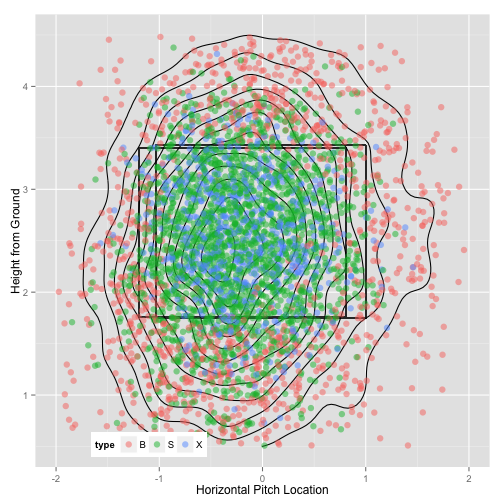 Height from Ground
4
3
2
1
type B S X
-2 -1 0 1 2
Horizontal Pitch Location